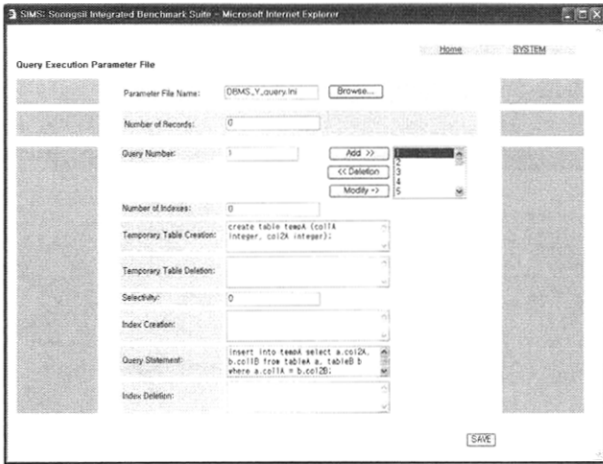 SIMS: Soongsil Integrated Benchmark Suite - Microsoft Internet Explorer
Home SYSTEM
Query Execution Parameter File
Parameter File Name: DBMS_Y_query.ini Browse...
Number of Records: 0
Query Number: 1 Add >> 1
2
<< Deletion 3
4
Modify -> 5
Number of Indexes: 0
Temporary Table Creation: create table tempA (col1A
integer, col2A integer);
Temporary Table Deletion:
Selectivity: 0
Index Creation:
Query Statement: insert into tempA select a.col2A,
b.col1B from tableA a, tableB b
where a.col1A = b.col2B;
Index Deletion:
SAVE